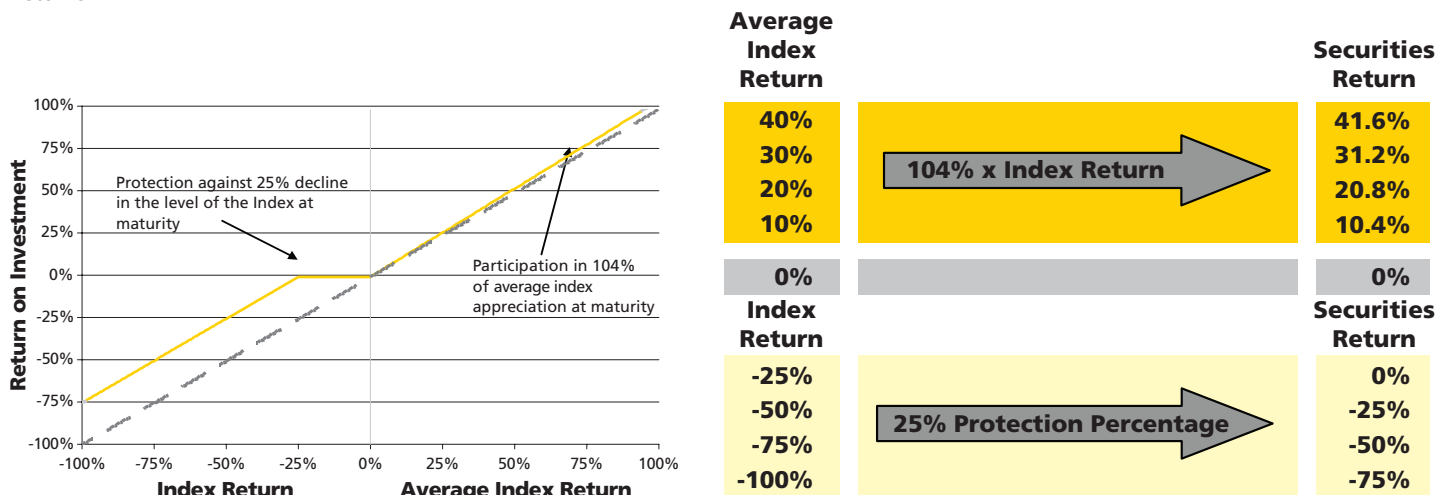 100%
75%
50%
25%
0%
-25%
-50%
-75%
-100%
Return on Investment
Protection against 25% decline
in the level of the Index at
maturity
Participation in 104%
of average index
appreciation at maturity
-100% -75% -50% -25% 0% 25% 50% 75% 100%
Index Return Average Index Return
Average
Index
Return
Securities
Return
40% 41.6%
30% 31.2%
104% x Index Return
20% 20.8%
10% 10.4%
0% 0%
Index
Return
Securities
Return
-25% 0%
-50% -25%
25% Protection Percentage
-75% -50%
-100% -75%